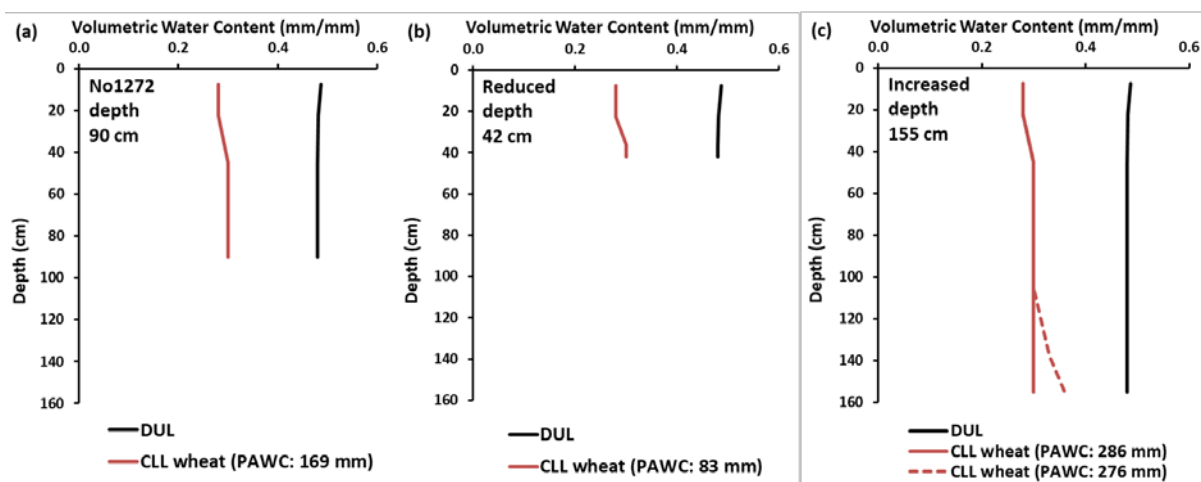 (a)
Volumetric Water Content (mm/mm)
0.0 0.2 0.4 0.6
0
20
40
60
80
100
120
140
160
Depth (cm)
No1272
depth
90 cm
DUL
CLL wheat (PAWC: 169 mm)
(b)
Volumetric Water Content (mm/mm)
0.0 0.2 0.4 0.6
0
20
40
60
80
100
120
140
160
Depth (cm)
Reduced
depth
42 cm
DUL
CLL wheat (PAWC: 83 mm)
(c)
Volumetric Water Content (mm/mm)
0.0 0.2 0.4 0.6
0
20
40
60
80
100
120
140
160
Depth (cm)
Increased
depth
155 cm
DUL
CLL wheat (PAWC: 286 mm)
CLL wheat (PAWC: 276 mm)